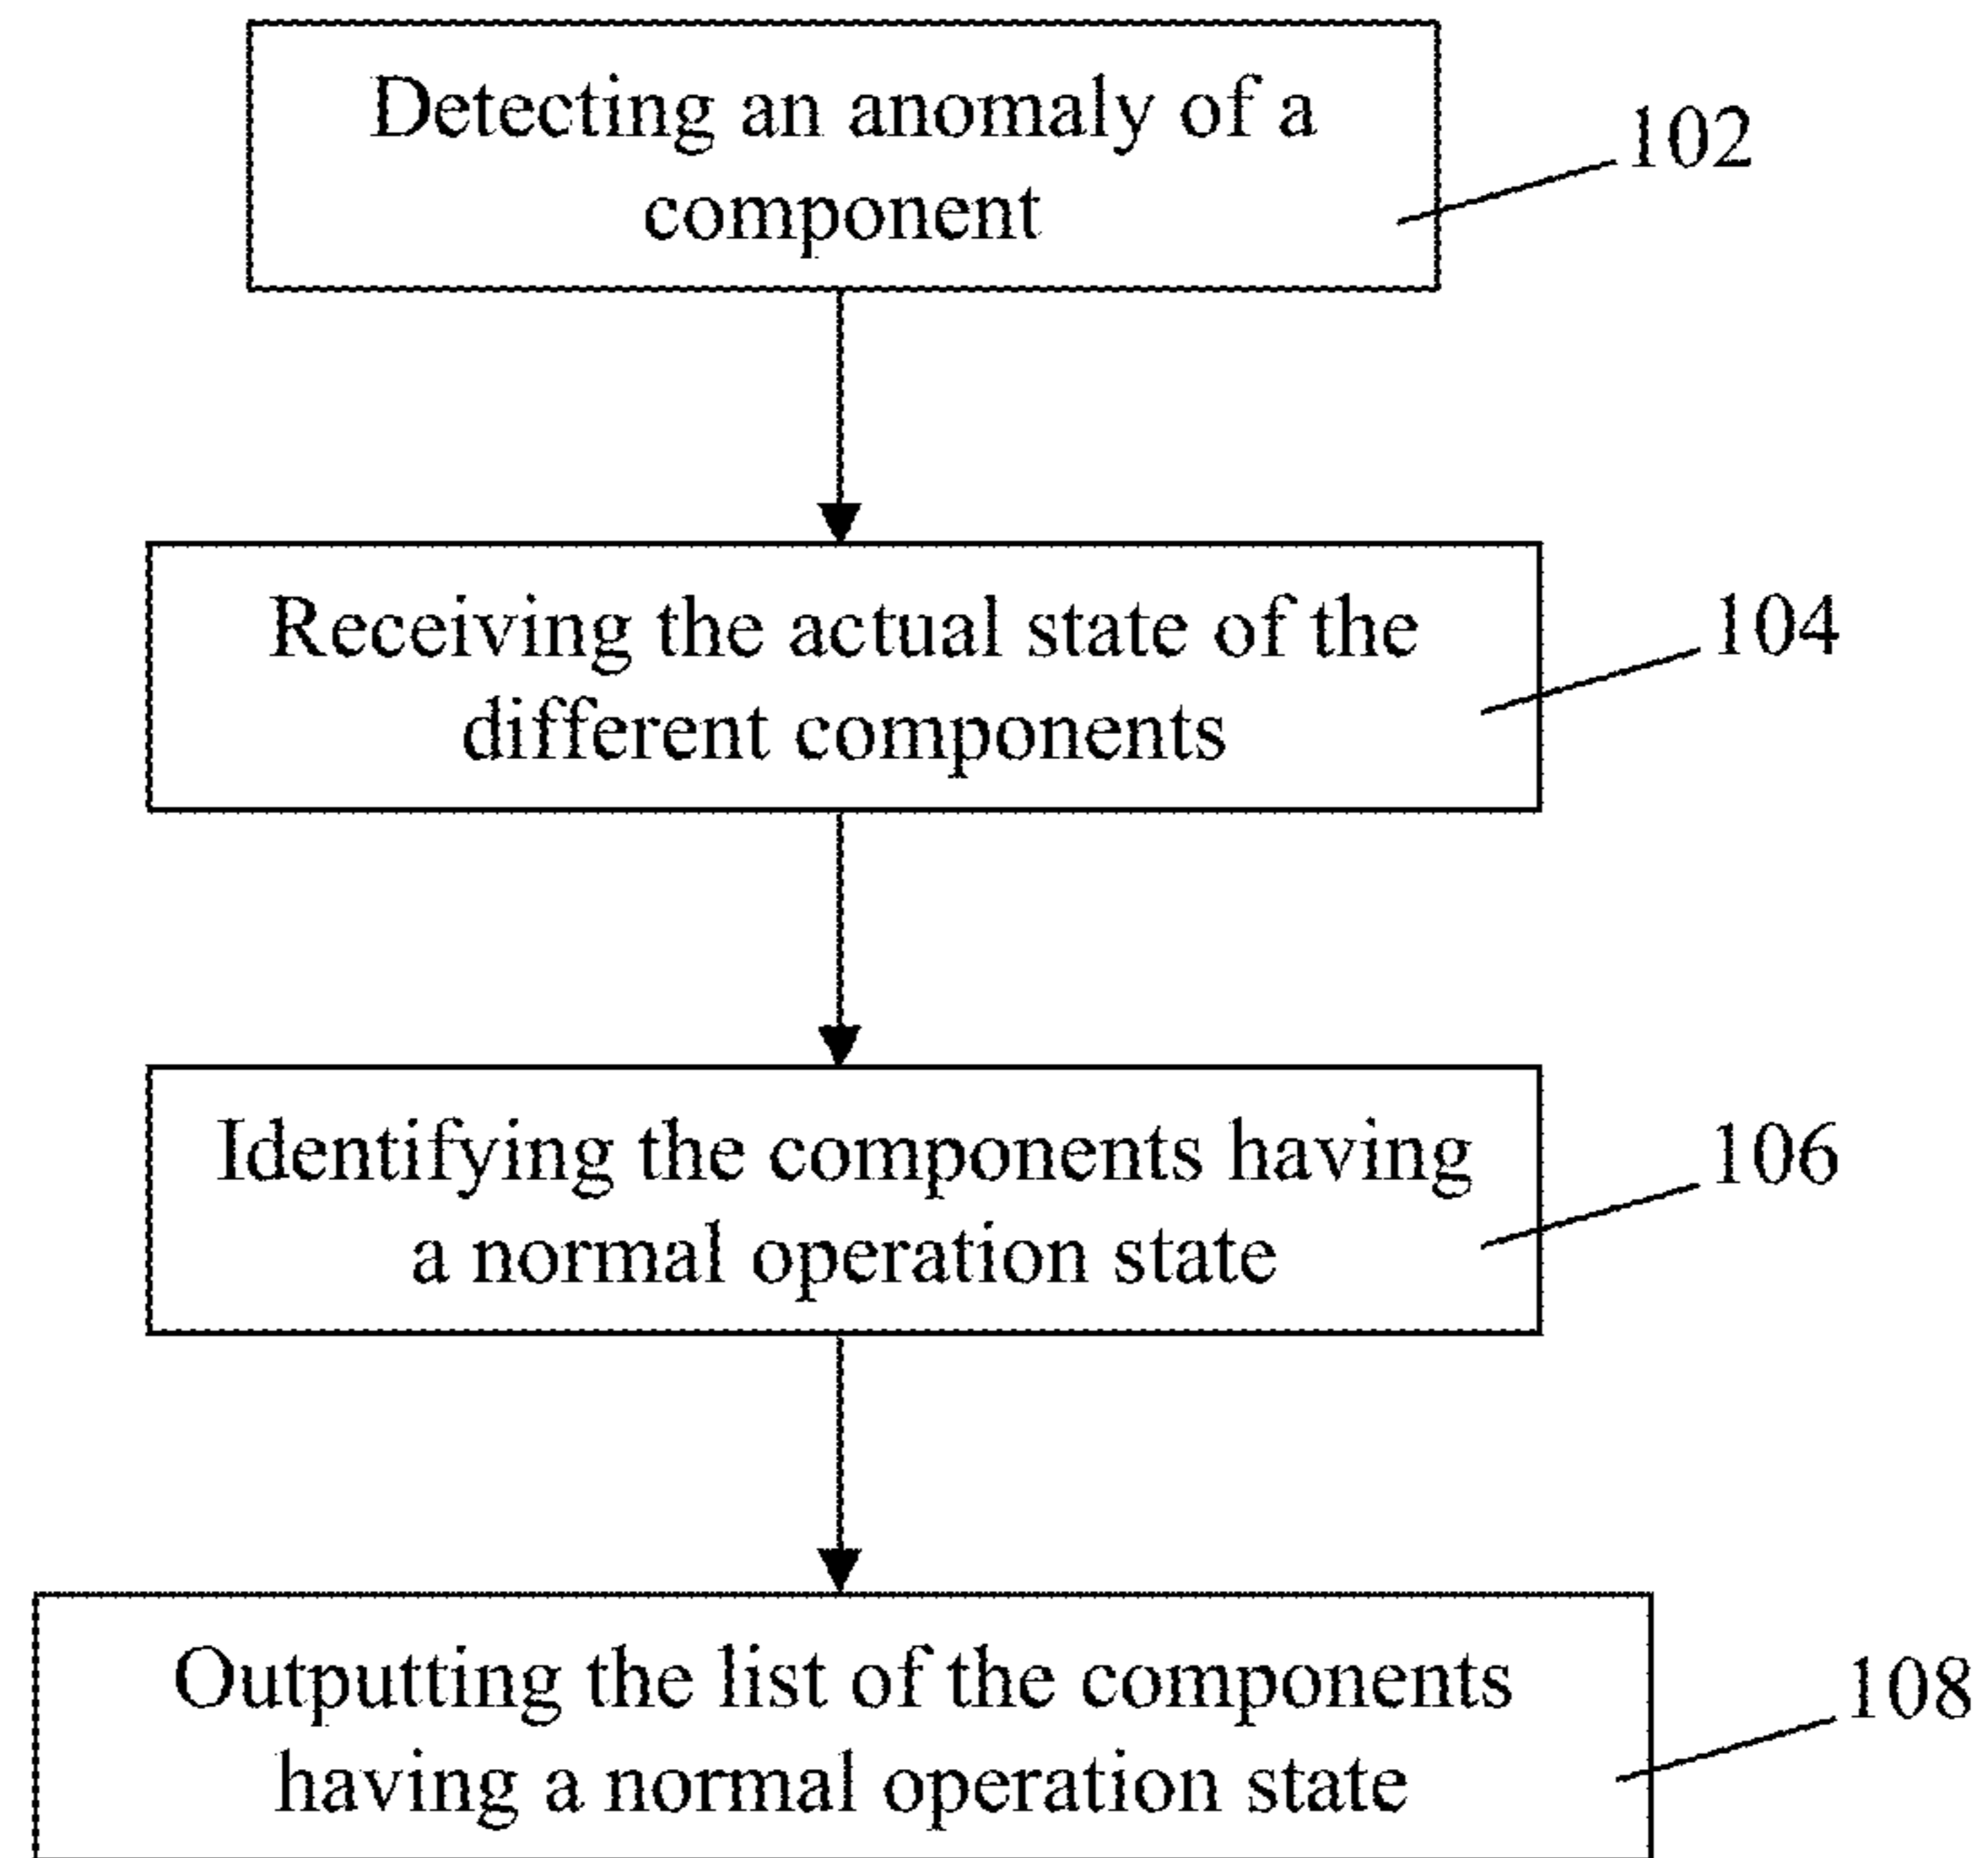 Detecting an anomaly of a
component
102
Receiving the actual state of the
different components
104
Identifying the components having
a normal operation state
106
Outputting the list of the components
having a normal operation state
108